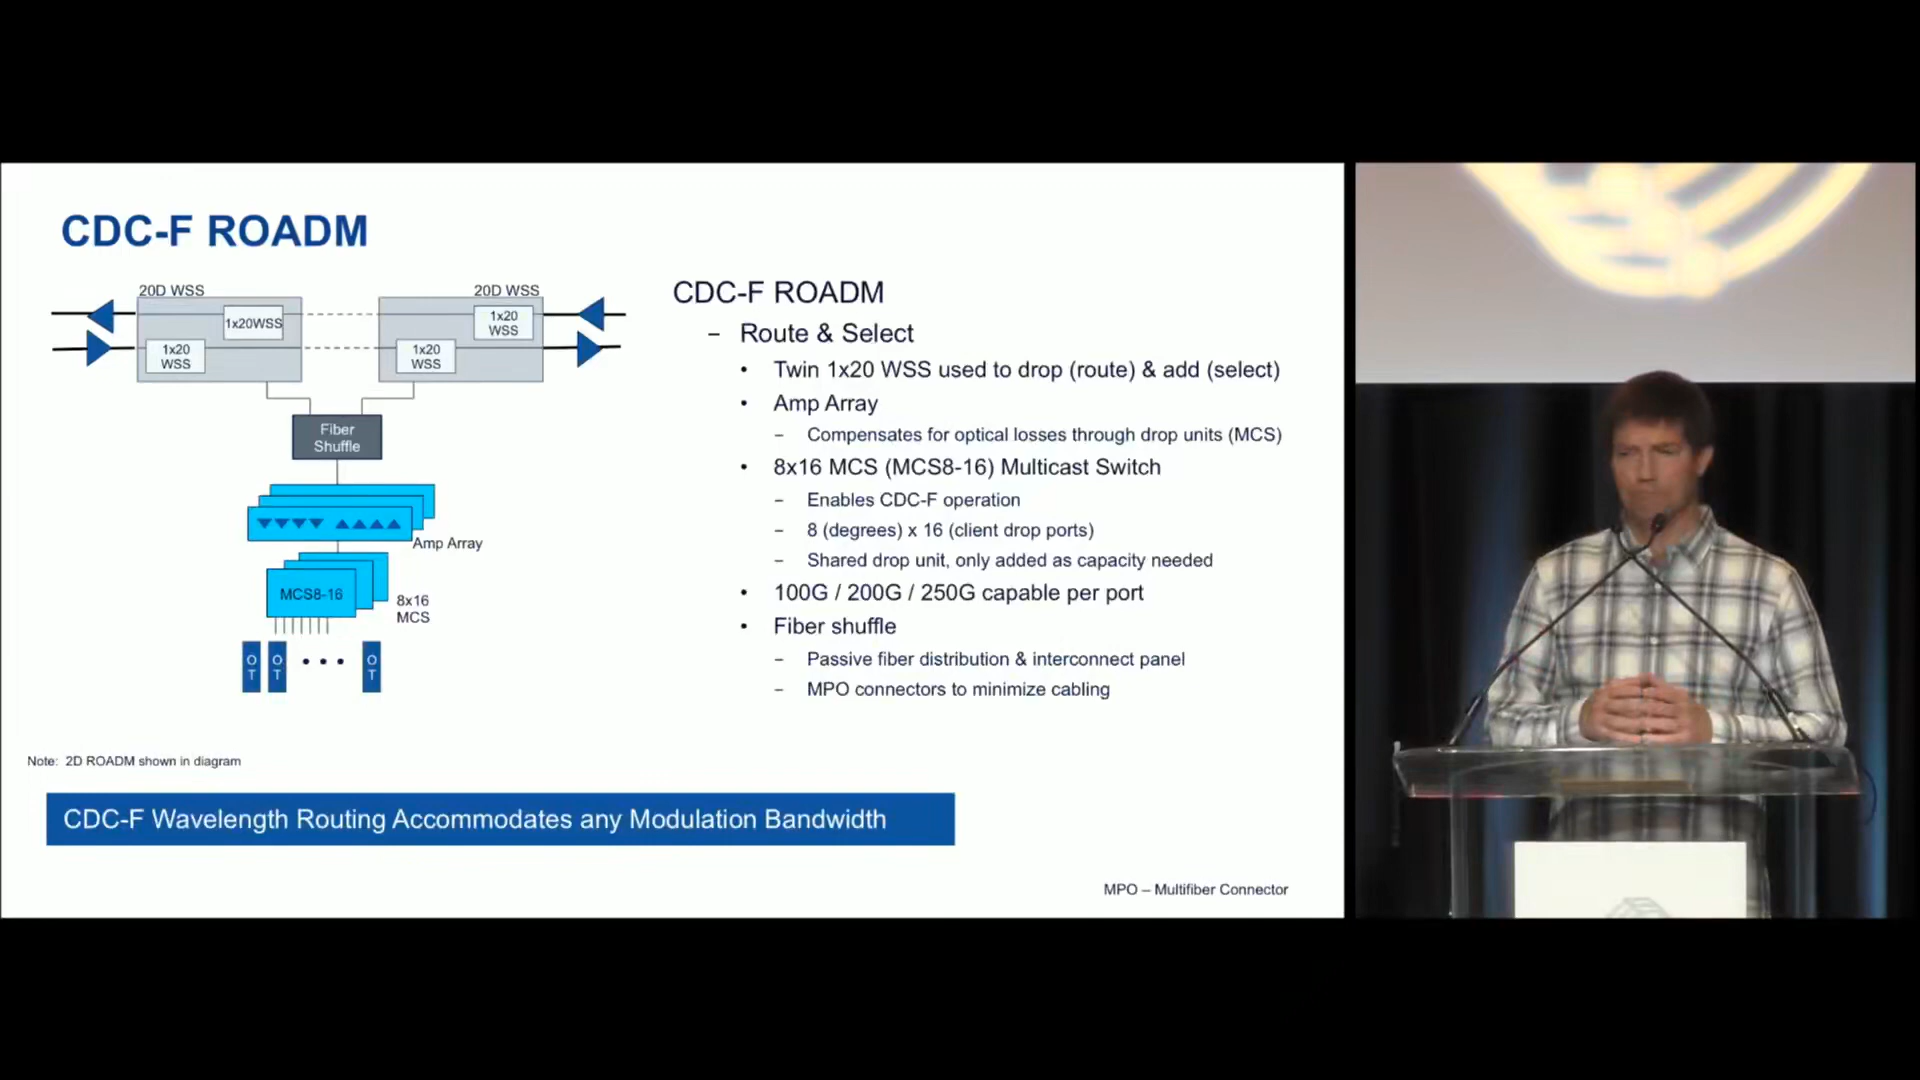 CDC-F ROADM
20D WSS
20D WSS
1x20WSS
1x20
WSS
1x20
WSS
1x20
WSS
Fiber
Shuffle
Amp Array
MCS8-16
8x16
MCS
O
T
O
T
• • •
O
T
CDC-F ROADM
– Route & Select
• Twin 1x20 WSS used to drop (route) & add (select)
• Amp Array
– Compensates for optical losses through drop units (MCS)
• 8x16 MCS (MCS8-16) Multicast Switch
– Enables CDC-F operation
– 8 (degrees) x 16 (client drop ports)
– Shared drop unit, only added as capacity needed
• 100G / 200G / 250G capable per port
• Fiber shuffle
– Passive fiber distribution & interconnect panel
– MPO connectors to minimize cabling
Note: 2D ROADM shown in diagram
CDC-F Wavelength Routing Accommodates any Modulation Bandwidth
MPO – Multifiber Connector